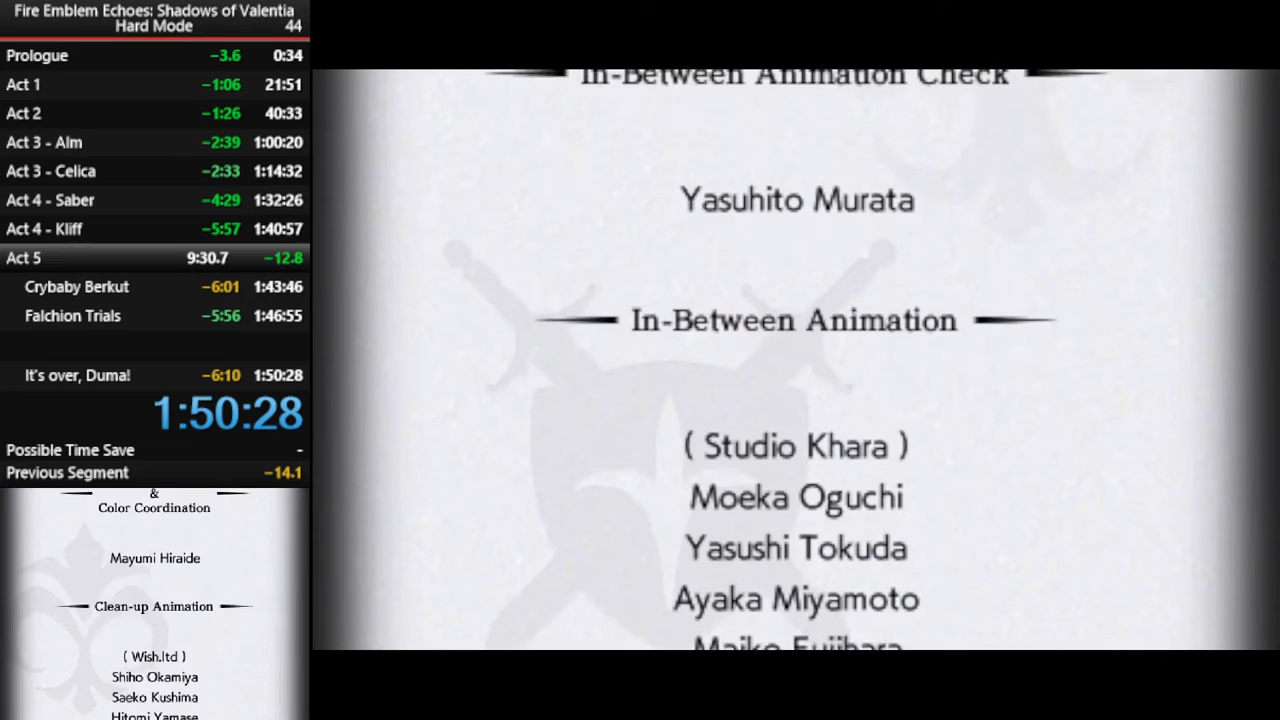 Fire Emblem Echoes: Shadows of Valentia
Hard Mode 44
Prologue −3.6 0:34
Act 1 −1:06 21:51
Act 2 −1:26 40:33
Act 3 - Alm −2:39 1:00:20
Act 3 - Celica −2:33 1:14:32
Act 4 - Saber −4:29 1:32:26
Act 4 - Kliff −5:57 1:40:57
Act 5 9:30.7 −12.8
Crybaby Berkut −6:01 1:43:46
Falchion Trials −5:56 1:46:55
It's over, Duma! −6:10 1:50:28
1:50:28
Possible Time Save -
Previous Segment −14.1
&
Color Coordination
Mayumi Hiraide
Clean-up Animation
( Wish.ltd )
Shiho Okamiya
Saeko Kushima
Hitomi Yamase
In-Between Animation Check
Yasuhito Murata
In-Between Animation
( Studio Khara )
Moeka Oguchi
Yasushi Tokuda
Ayaka Miyamoto
Maiko Fujihara